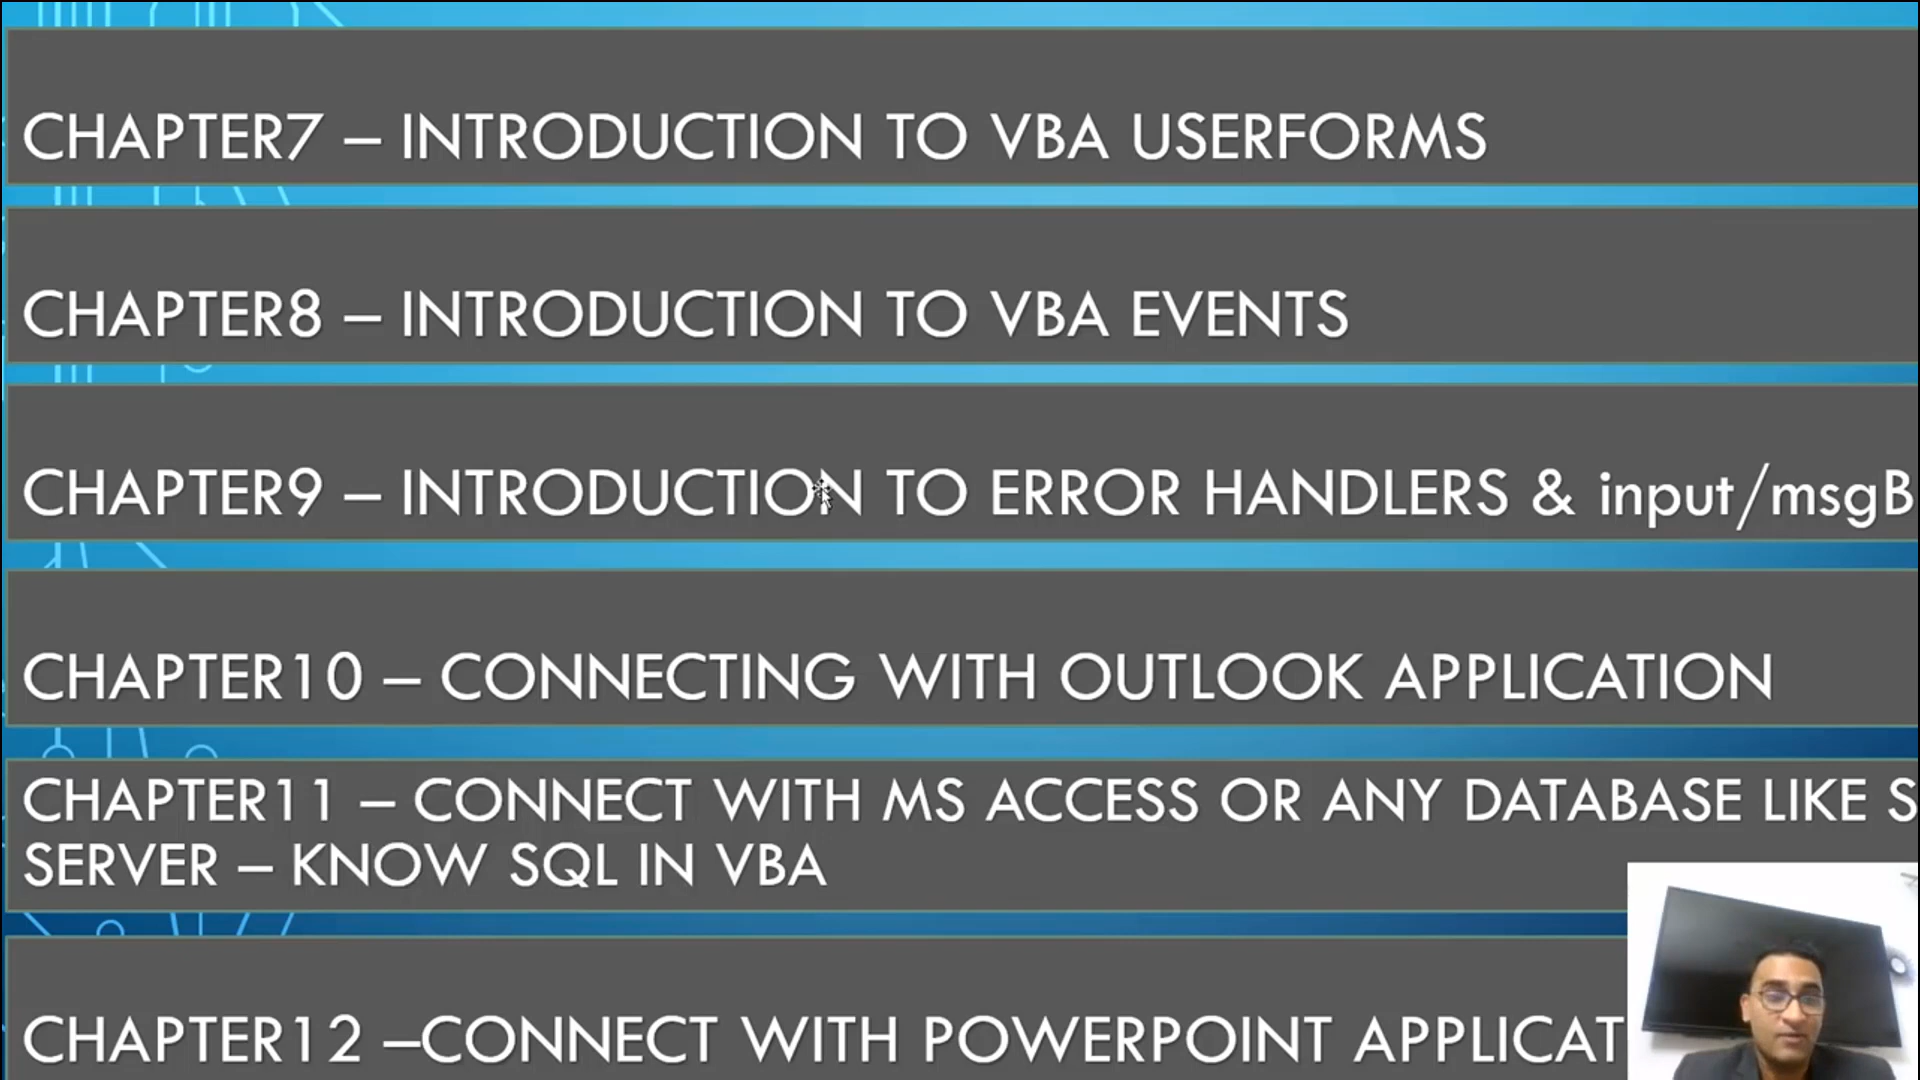 CHAPTER7 – INTRODUCTION TO VBA USERFORMS
CHAPTER8 – INTRODUCTION TO VBA EVENTS
CHAPTER9 – INTRODUCTION TO ERROR HANDLERS & input/msgB
CHAPTER10 – CONNECTING WITH OUTLOOK APPLICATION
CHAPTER11 – CONNECT WITH MS ACCESS OR ANY DATABASE LIKE S
SERVER – KNOW SQL IN VBA
CHAPTER12 –CONNECT WITH POWERPOINT APPLICAT